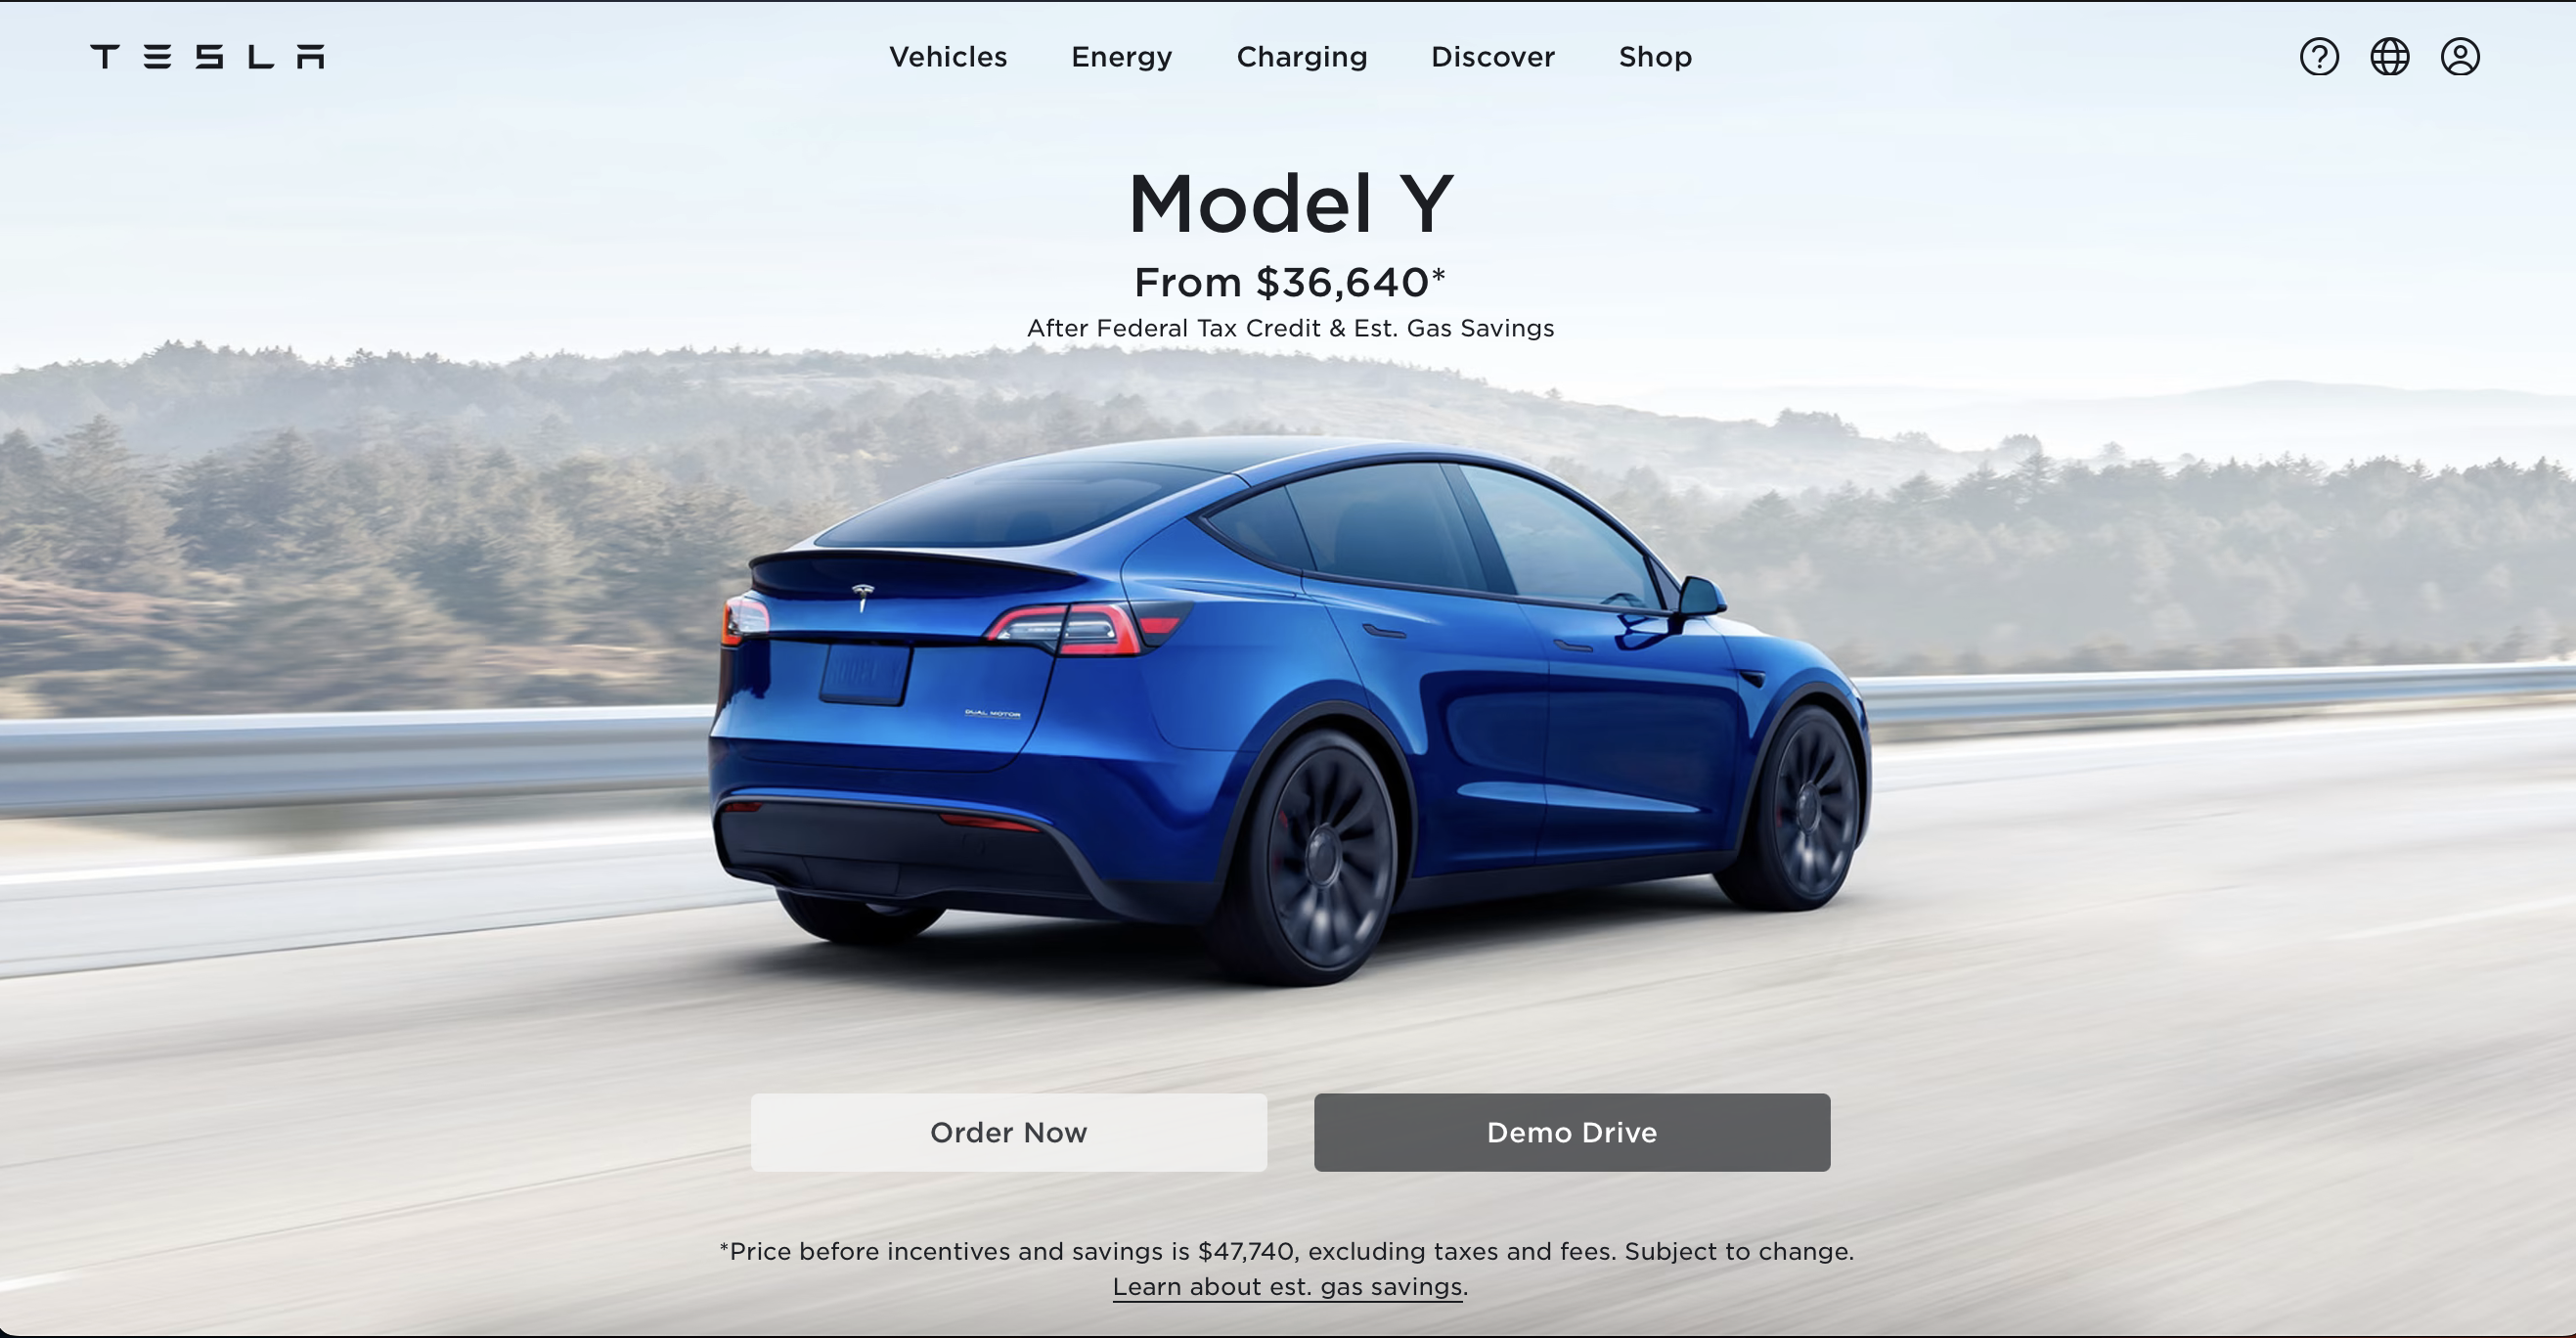 TESLA
Vehicles Energy Charging Discover Shop
Model Y
From $36,640*
After Federal Tax Credit & Est. Gas Savings
DUAL MOTOR
Order Now
Demo Drive
*Price before incentives and savings is $47,740, excluding taxes and fees. Subject to change.
Learn about est. gas savings.